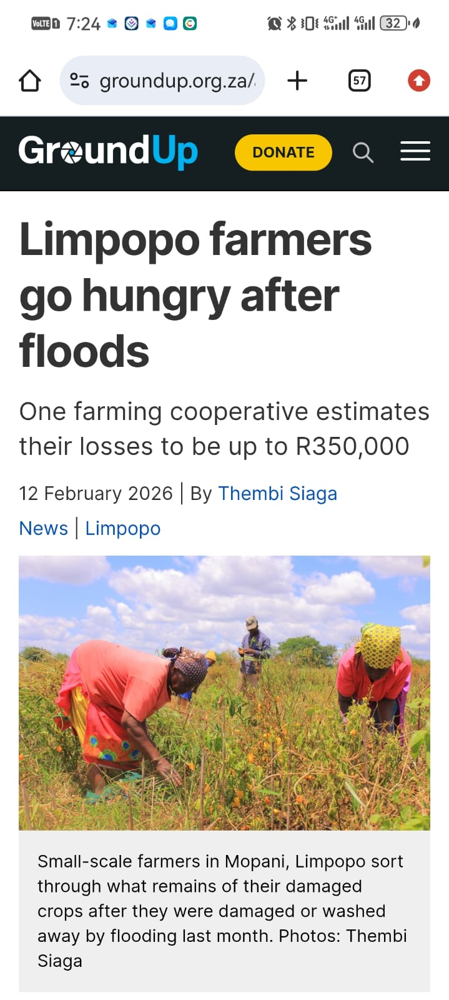 VoLTE 1 7:24 4G+ 4G 32
groundup.org.za/ 57
GroundUp DONATE
Limpopo farmers
go hungry after
floods
One farming cooperative estimates
their losses to be up to R350,000
12 February 2026 | By Thembi Siaga
News | Limpopo
Small-scale farmers in Mopani, Limpopo sort
through what remains of their damaged
crops after they were damaged or washed
away by flooding last month. Photos: Thembi
Siaga